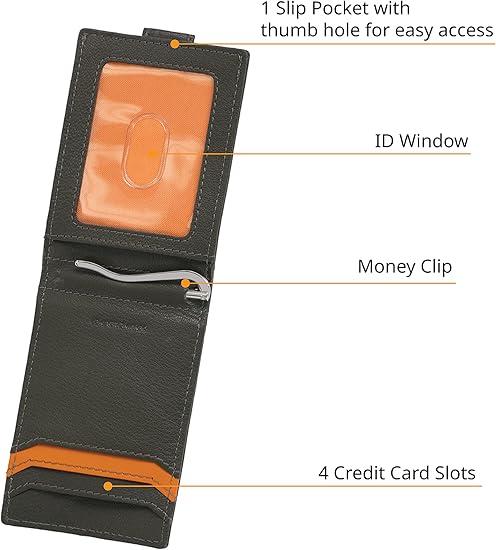 1 Slip Pocket with
thumb hole for easy access
ID Window
Money Clip
4 Credit Card Slots